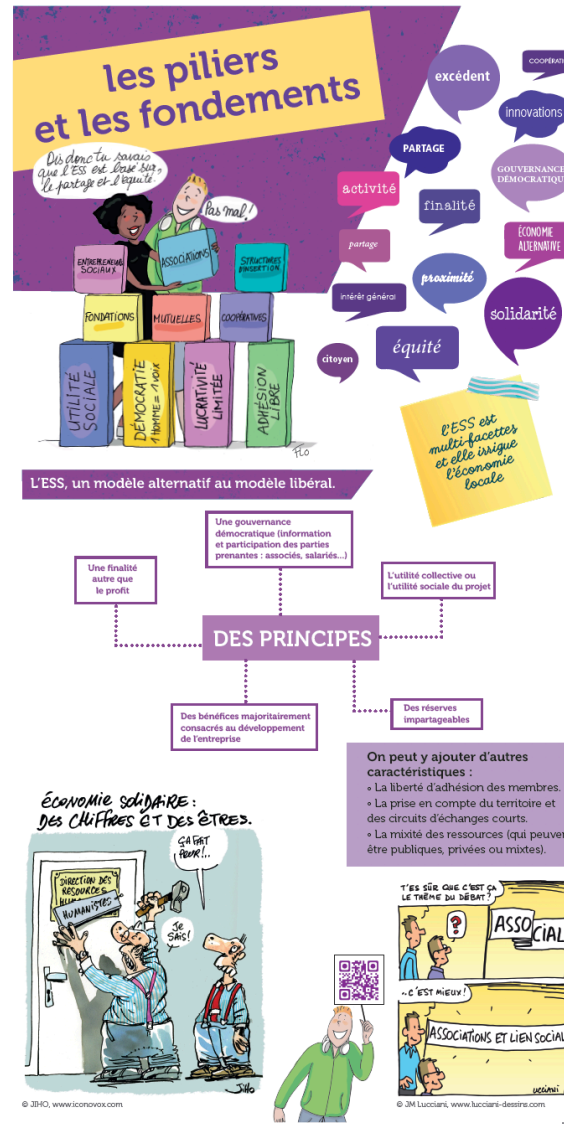 les piliers
et les fondements
Dis donc tu savais
que l'ESS est basé sur
le partage et l'équité.
Pas mal!
ENTREPRENEURS
SOCIAUX
ASSOCIATIONS
STRUCTURES
D'INSERTION
FONDATIONS
MUTUELLES
COOPÉRATIVES
UTILITÉ
SOCIALE
DÉMOCRATIE
1 HOMME = 1 VOIX
LUCRATIVITÉ
LIMITÉE
ADHÉSION
LIBRE
FLO
excédent
COOPÉRATI
innovations
PARTAGE
GOUVERNANCE
DÉMOCRATIQU
activité
finalité
ÉCONOMIE
ALTERNATIVE
partage
proximité
intérêt général
solidarité
équité
citoyen
l'ESS est
multi-facettes
et elle irrigue
l'économie
locale
L'ESS, un modèle alternatif au modèle libéral.
Une gouvernance
démocratique (information
et participation des parties
prenantes : associés, salariés...)
Une finalité
autre que
le profit
L'utilité collective ou
l'utilité sociale du projet
DES PRINCIPES
Des bénéfices majoritairement
consacrés au développement
de l'entreprise
Des réserves
impartageables
On peut y ajouter d'autres
caractéristiques :
• La liberté d'adhésion des membres.
• La prise en compte du territoire et
des circuits d'échanges courts.
• La mixité des ressources (qui peuven
être publiques, privées ou mixtes).
économie solidaire :
des chiffres et des êtres.
ÇA FAIT
PEUR!..
JE
SAIS!
DIRECTION DES
RESOURCES
HUM
HUMANISTES
JiHo
© JIHO, www.iconovox.com
T'ES SÛR QUE C'EST ÇA
LE THÈME DU DÉBAT?
?
ASSO
CIAL
..C'EST MIEUX!
ASSOCIATIONS ET LIEN SOCIAL
Lucciani
© JM Lucciani, www.lucciani-dessins.com